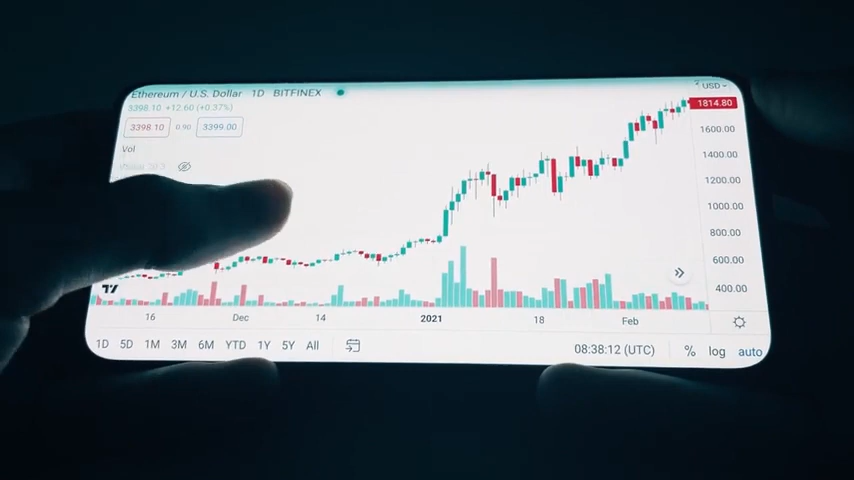 Ethereum / U.S. Dollar 1D BITFINEX
USD
3398.10 +12.60 (+0.37%)
1814.80
3398.10 0.90 3399.00
1600.00
Vol
1400.00
1200.00
1000.00
800.00
600.00
400.00
16 Dec 14 2021 18 Feb
1D 5D 1M 3M 6M YTD 1Y 5Y All
08:38:12 (UTC) % log auto